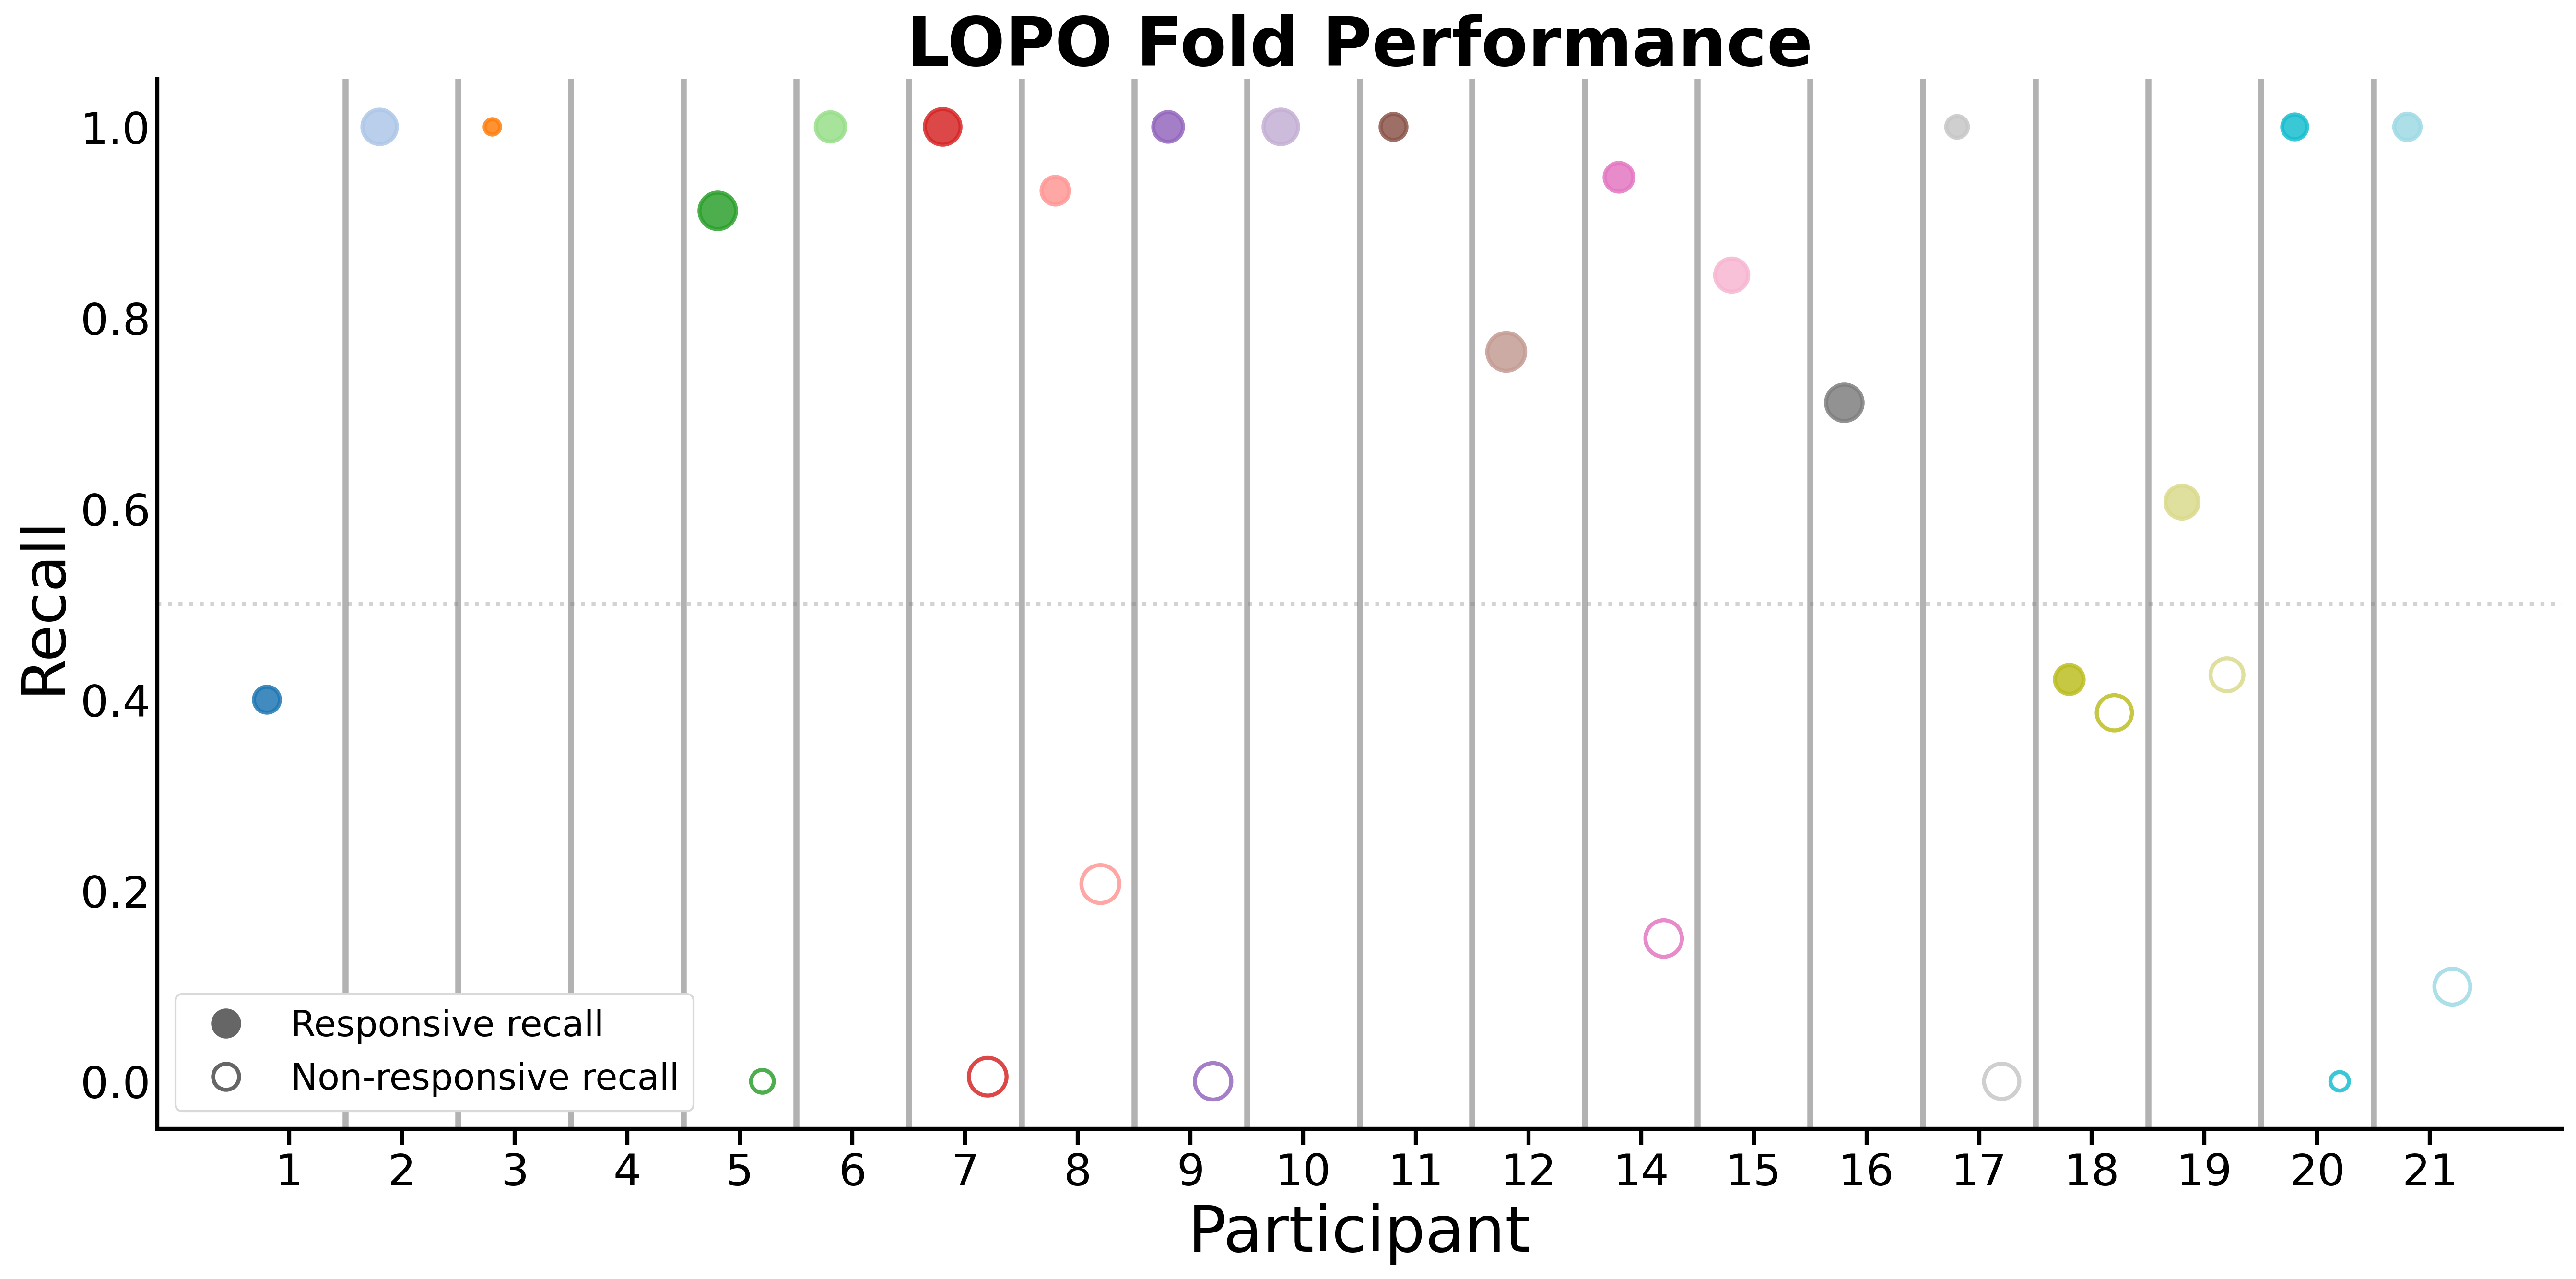 LOPO Fold Performance
Recall
1.0
0.8
0.6
0.4
0.2
0.0
Responsive recall
Non-responsive recall
1 2 3 4 5 6 7 8 9 10 11 12 14 15 16 17 18 19 20 21
Participant